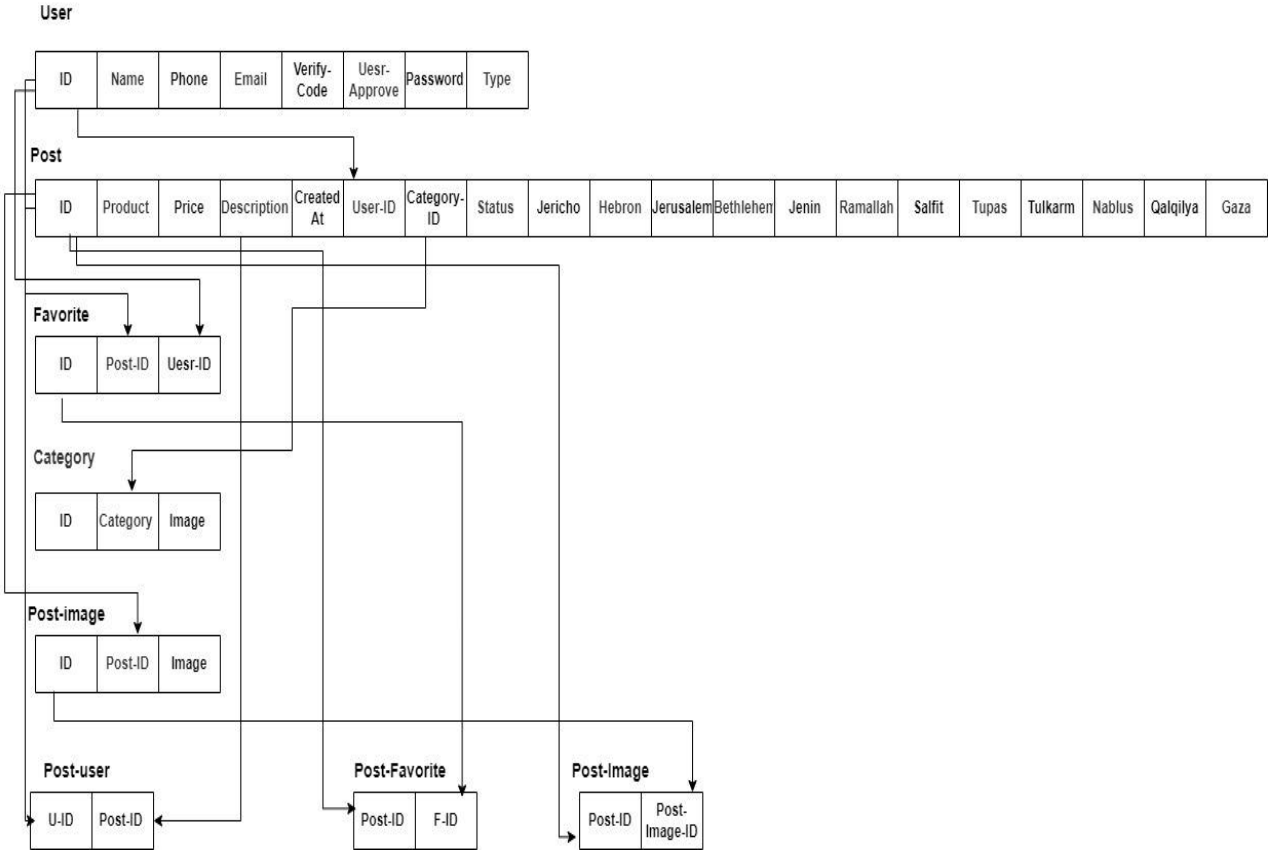 User
ID Name Phone Email Verify-Code Uesr-Approve Password Type
Post
ID Product Price Description Created At User-ID Category-ID Status Jericho Hebron Jerusalem Bethlehem Jenin Ramallah Salfit Tupas Tulkarm Nablus Qalqilya Gaza
Favorite
ID Post-ID Uesr-ID
Category
ID Category Image
Post-image
ID Post-ID Image
Post-user Post-Favorite Post-Image
U-ID Post-ID Post-ID F-ID Post-ID Post-Image-ID